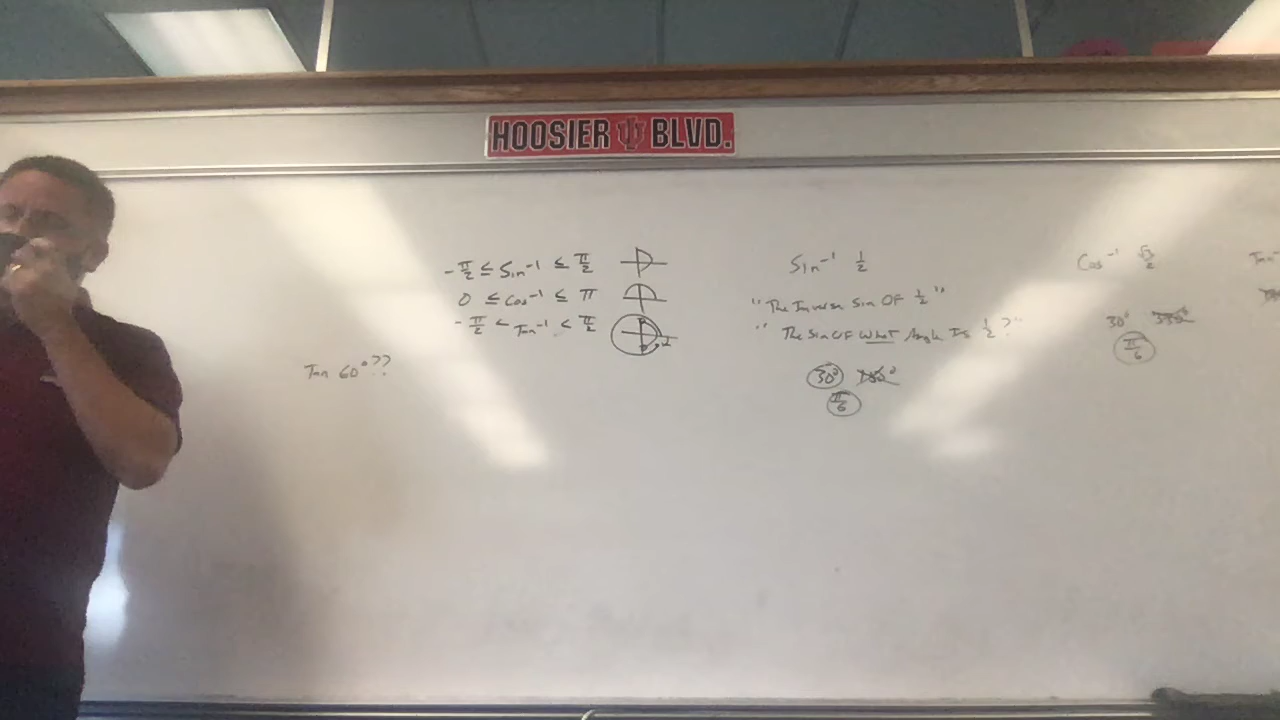 HOOSIER BLVD.
-π/2 ≤ Sin⁻¹ ≤ π/2
0 ≤ Cos⁻¹ ≤ π
-π/2 < Tan⁻¹ < π/2
Tan 60°??
Sin⁻¹ 1/2
"The Inverse Sin OF 1/2"
"The Sin OF What Angle Is 1/2?"
30°
π/6
Cos⁻¹ √3/2
30° 330°
π/6
Tan⁻